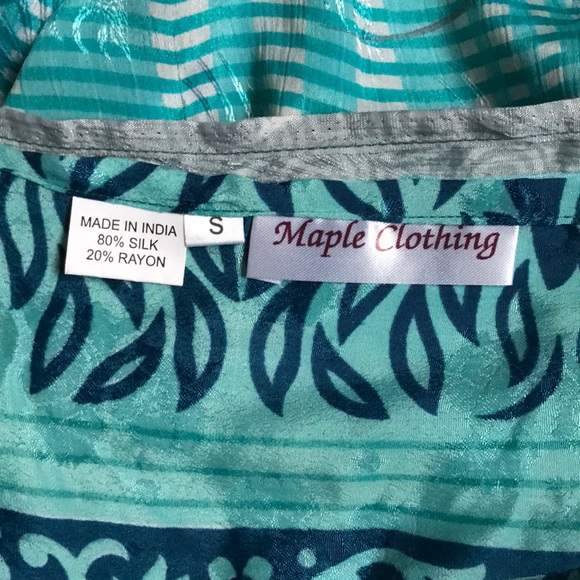 MADE IN INDIA
80% SILK
20% RAYON
S
Maple Clothing